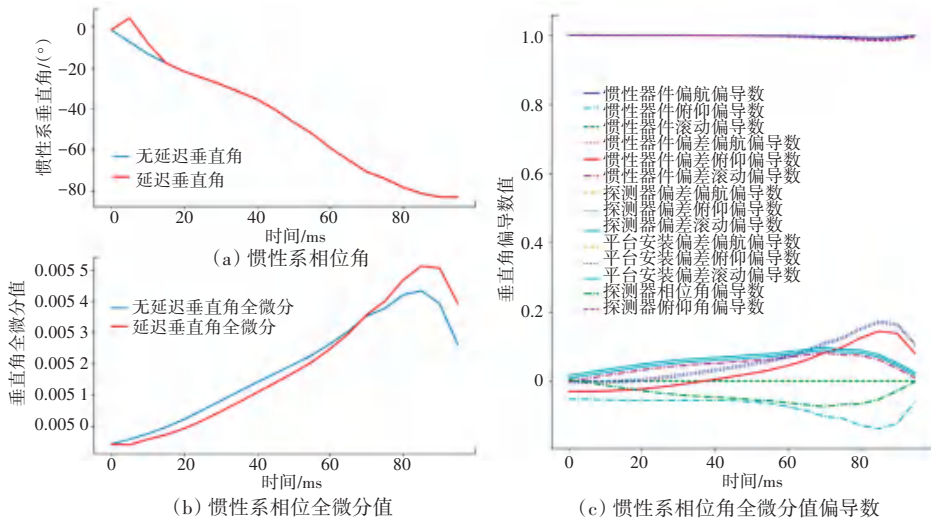 惯性系垂直角/(°)
0
-20
-40
-60
-80
无延迟垂直角
延迟垂直角
0
20
40
60
80
时间/ms
(a) 惯性系相位角
垂直角全微分值
0.005 5
0.005 4
0.005 3
0.005 2
0.005 1
0.005 0
无延迟垂直角全微分
延迟垂直角全微分
0
20
40
60
80
时间/ms
(b) 惯性系相位全微分值
垂直角偏导数值
1.0
0.8
0.6
0.4
0.2
0
惯性器件偏航偏导数
惯性器件俯仰偏导数
惯性器件滚动偏导数
惯性器件偏差偏航偏导数
惯性器件偏差俯仰偏导数
惯性器件偏差滚动偏导数
探测器偏差偏航偏导数
探测器偏差俯仰偏导数
探测器偏差滚动偏导数
平台安装偏差偏航偏导数
平台安装偏差俯仰偏导数
平台安装偏差滚动偏导数
探测器相位角偏导数
探测器俯仰角偏导数
0
20
40
60
80
时间/ms
(c) 惯性系相位角全微分值偏导数